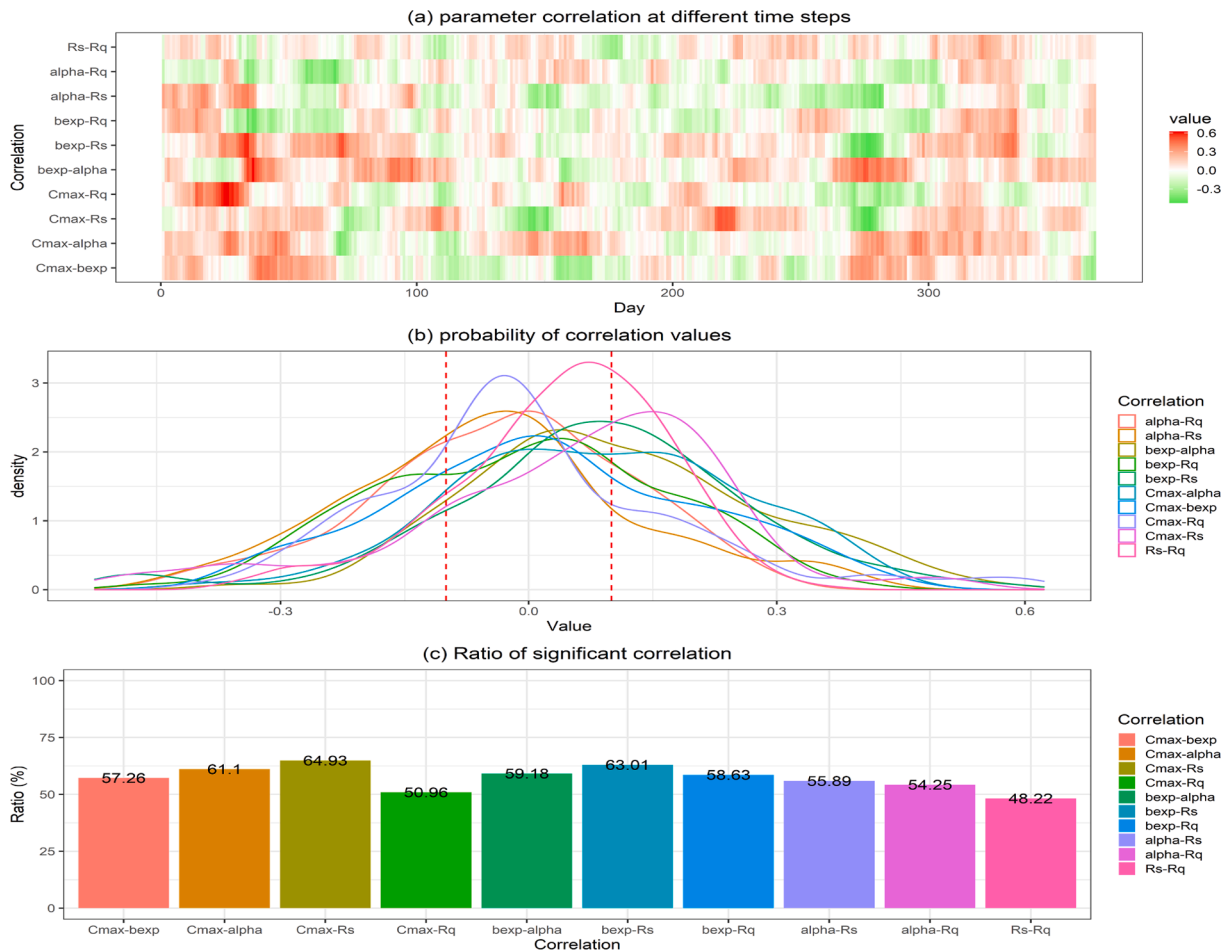 (a) parameter correlation at different time steps
Correlation
Rs-Rq
alpha-Rq
alpha-Rs
bexp-Rq
bexp-Rs
bexp-alpha
Cmax-Rq
Cmax-Rs
Cmax-alpha
Cmax-bexp
0 100 200 300
Day
value
0.6
0.3
0.0
-0.3
(b) probability of correlation values
density
3
2
1
0
-0.3 0.0 0.3 0.6
Value
Correlation
alpha-Rq
alpha-Rs
bexp-alpha
bexp-Rq
bexp-Rs
Cmax-alpha
Cmax-bexp
Cmax-Rq
Cmax-Rs
Rs-Rq
(c) Ratio of significant correlation
Ratio (%)
100
75
50
25
0
57.26 61.1 64.93 50.96 59.18 63.01 58.63 55.89 54.25 48.22
Cmax-bexp Cmax-alpha Cmax-Rs Cmax-Rq bexp-alpha bexp-Rs bexp-Rq alpha-Rs alpha-Rq Rs-Rq
Correlation
Correlation
Cmax-bexp
Cmax-alpha
Cmax-Rs
Cmax-Rq
bexp-alpha
bexp-Rs
bexp-Rq
alpha-Rs
alpha-Rq
Rs-Rq